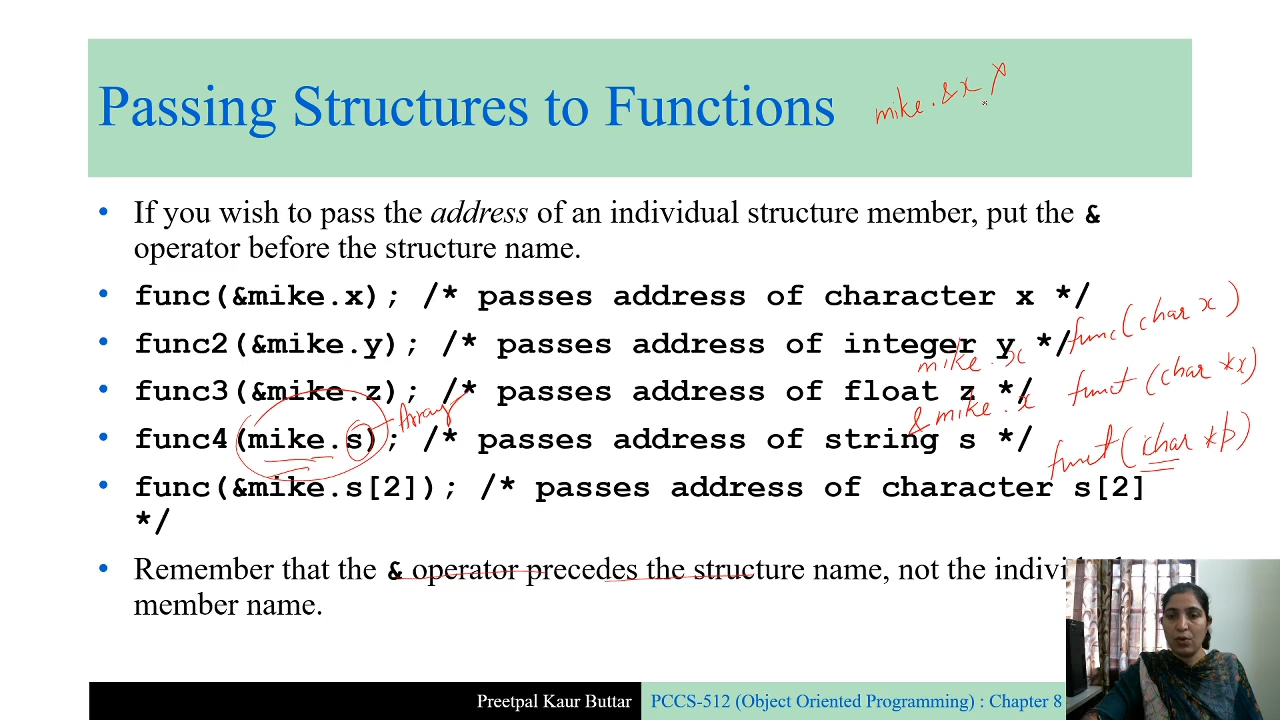 Passing Structures to Functions
mike.&x
• If you wish to pass the address of an individual structure member, put the &
operator before the structure name.
• func(&mike.x); /* passes address of character x */
func(char x)
• func2(&mike.y); /* passes address of integer y */
mike.x
funct(char *x)
• func3(&mike.z); /* passes address of float z */
Array
&mike.x
• func4(mike.s); /* passes address of string s */
funct(char *p)
• func(&mike.s[2]); /* passes address of character s[2]
*/
• Remember that the & operator precedes the structure name, not the
member name.
Preetpal Kaur Buttar
PCCS-512 (Object Oriented Programming) : Chapter 8